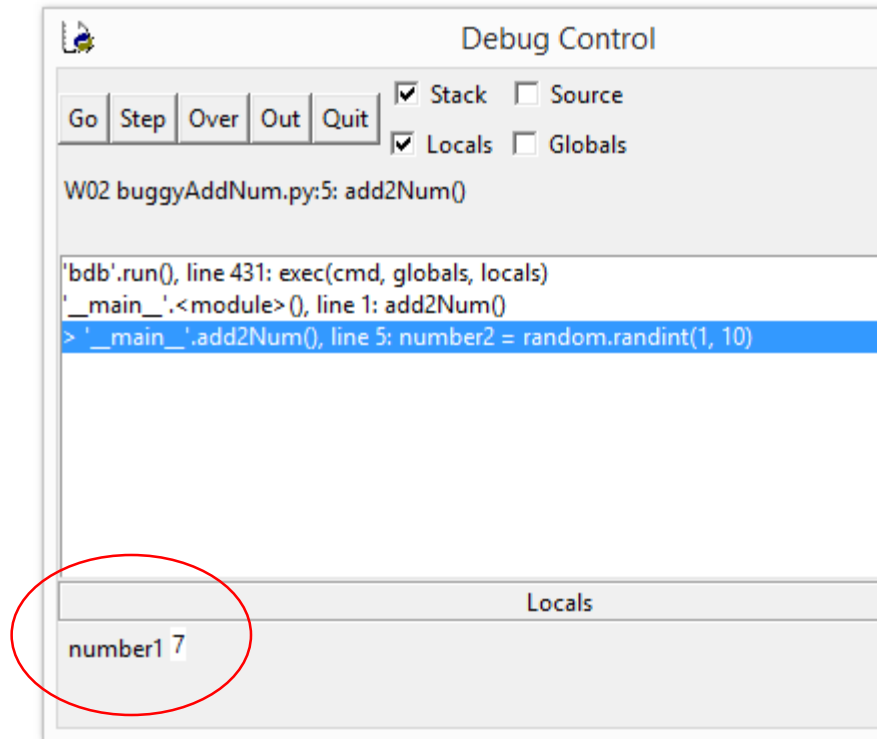 Debug Control
Go Step Over Out Quit Stack Source
Locals Globals
W02 buggyAddNum.py:5: add2Num()
'bdb'.run(), line 431: exec(cmd, globals, locals)
'__main__'.<module>(), line 1: add2Num()
> '__main__'.add2Num(), line 5: number2 = random.randint(1, 10)
Locals
number1 7